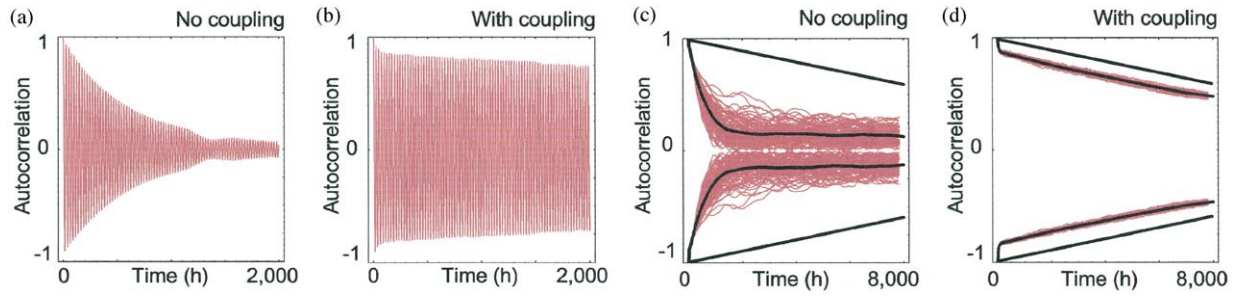 (a) No coupling
1
0
-1
Autocorrelation
0 Time (h) 2,000
(b) With coupling
1
0
-1
Autocorrelation
0 Time (h) 2,000
(c) No coupling
1
0
-1
Autocorrelation
0 Time (h) 8,000
(d) With coupling
1
0
-1
Autocorrelation
0 Time (h) 8,000